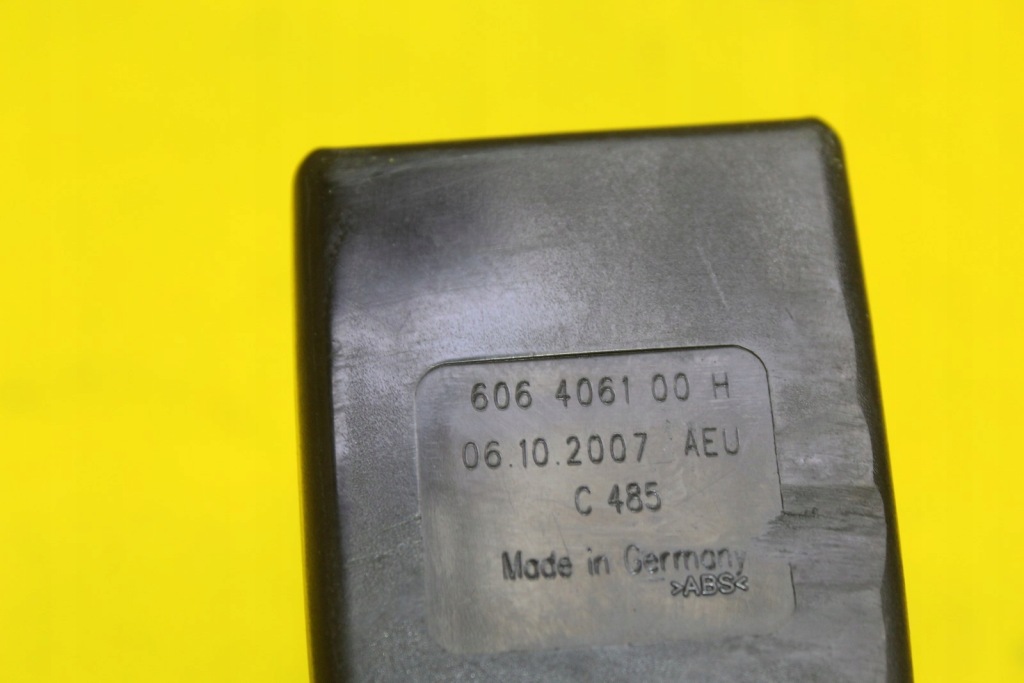 606 4061 00 H
06.10.2007 AEU
C 485
Made in Germany
>ABS<